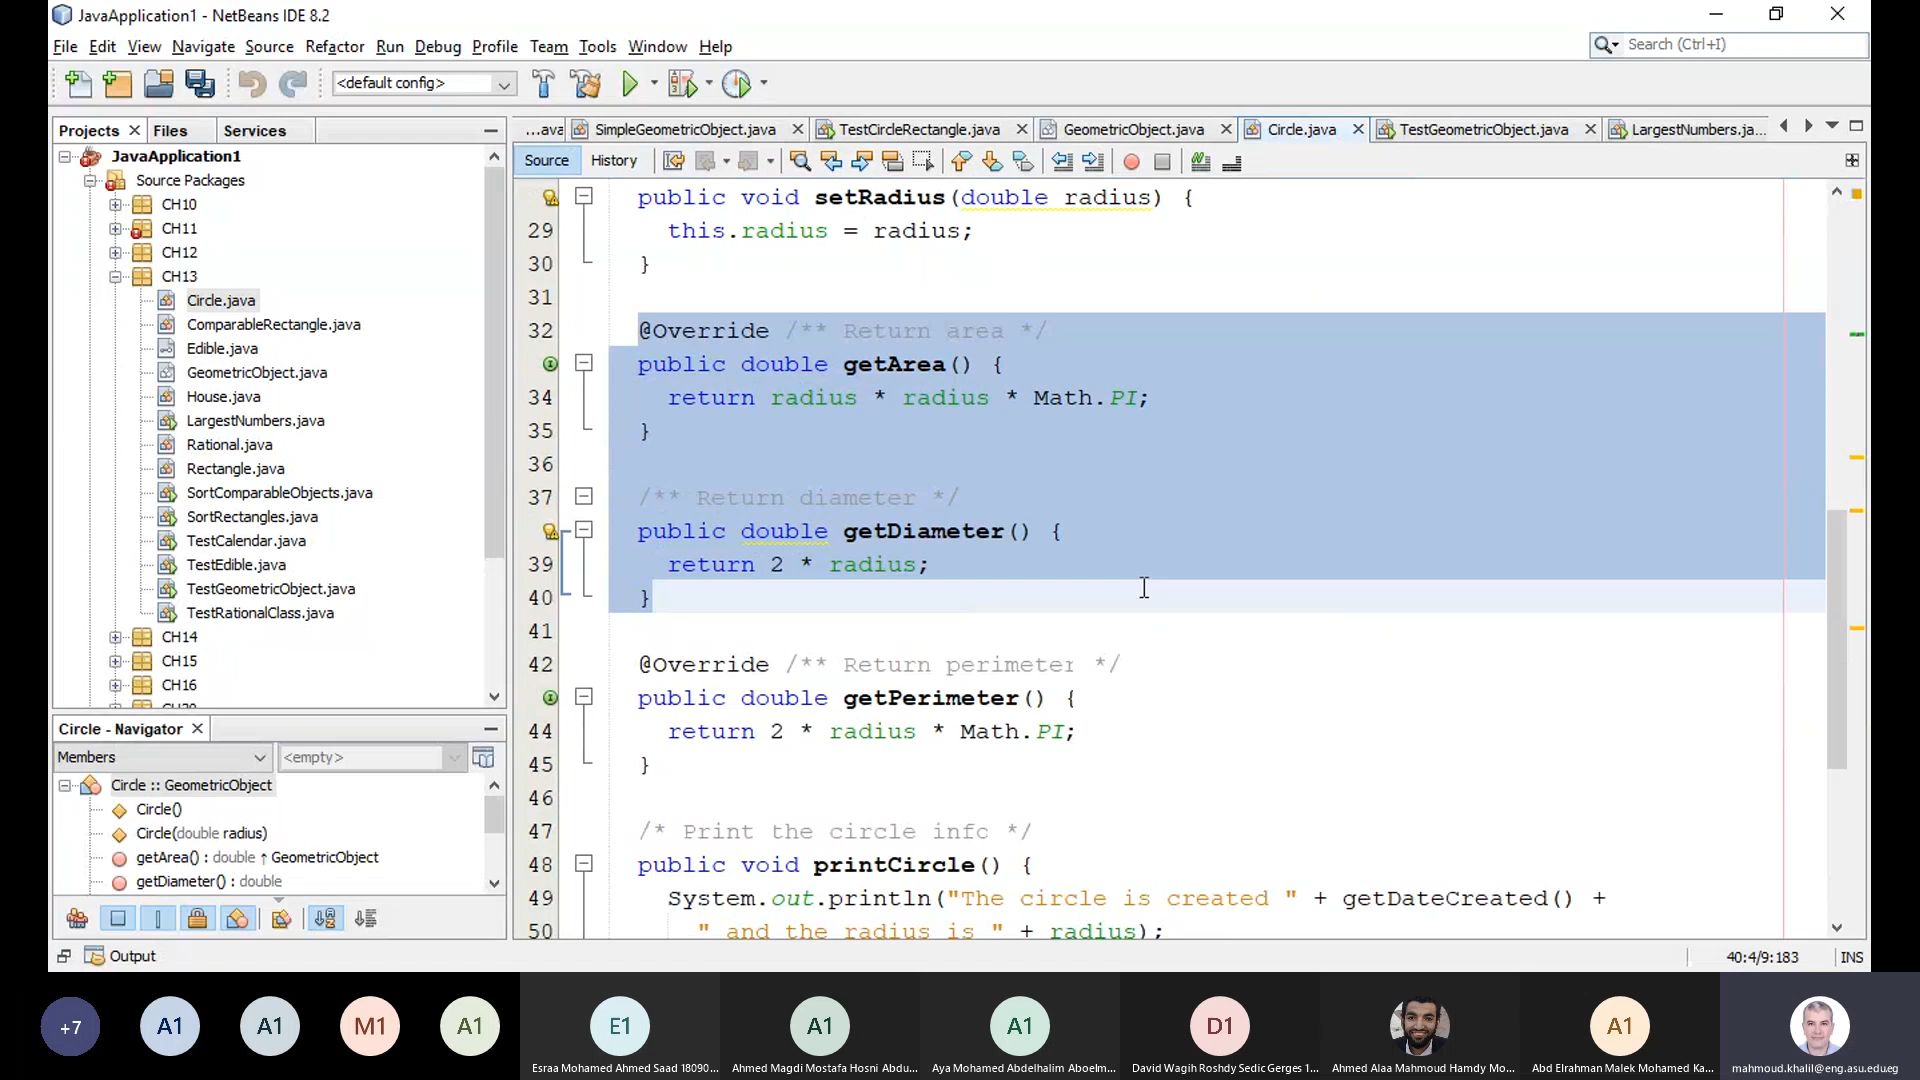 JavaApplication1 - NetBeans IDE 8.2
File Edit View Navigate Source Refactor Run Debug Profile Team Tools Window Help
Search (Ctrl+I)
<default config>
Projects Files Services
...ava SimpleGeometricObject.java TestCircleRectangle.java GeometricObject.java Circle.java TestGeometricObject.java LargestNumbers.ja...
Source History
JavaApplication1
Source Packages
CH10
CH11
CH12
CH13
Circle.java
ComparableRectangle.java
Edible.java
GeometricObject.java
House.java
LargestNumbers.java
Rational.java
Rectangle.java
SortComparableObjects.java
SortRectangles.java
TestCalendar.java
TestEdible.java
TestGeometricObject.java
TestRationalClass.java
CH14
CH15
CH16
Circle - Navigator
Members <empty>
Circle :: GeometricObject
Circle()
Circle(double radius)
getArea() : double ↑ GeometricObject
getDiameter() : double
public void setRadius(double radius) {
29 this.radius = radius;
30 }
31
32 @Override /** Return area */
public double getArea() {
34 return radius * radius * Math.PI;
35 }
36
37 /** Return diameter */
public double getDiameter() {
39 return 2 * radius;
40 }
41
42 @Override /** Return perimeter */
public double getPerimeter() {
44 return 2 * radius * Math.PI;
45 }
46
47 /* Print the circle info */
48 public void printCircle() {
49 System.out.println("The circle is created " + getDateCreated() +
50 " and the radius is " + radius);
Output
40:4/9:183 INS
+7 A1 A1 M1 A1 E1 A1 A1 D1 A1
Esraa Mohamed Ahmed Saad 18090... Ahmed Magdi Mostafa Hosni Abdu... Aya Mohamed Abdelhalim Aboelm... David Wagih Roshdy Sedic Gerges 1... Ahmed Alaa Mahmoud Hamdy Mo... Abd Elrahman Malek Mohamed Ka... mahmoud.khalil@eng.asu.edu.eg